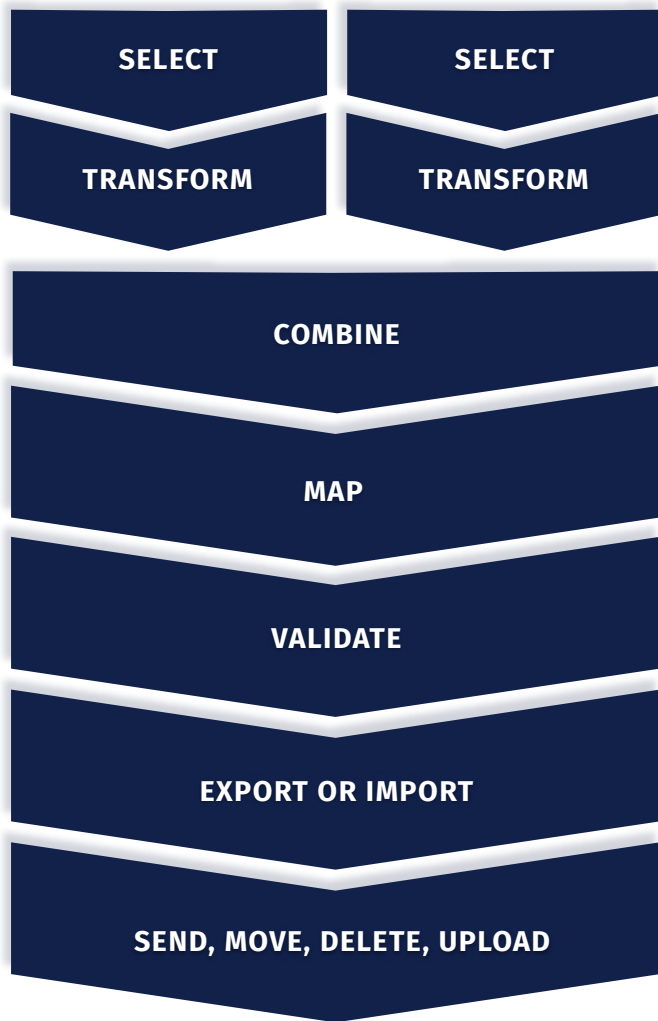 SELECT
SELECT
TRANSFORM
TRANSFORM
COMBINE
MAP
VALIDATE
EXPORT OR IMPORT
SEND, MOVE, DELETE, UPLOAD